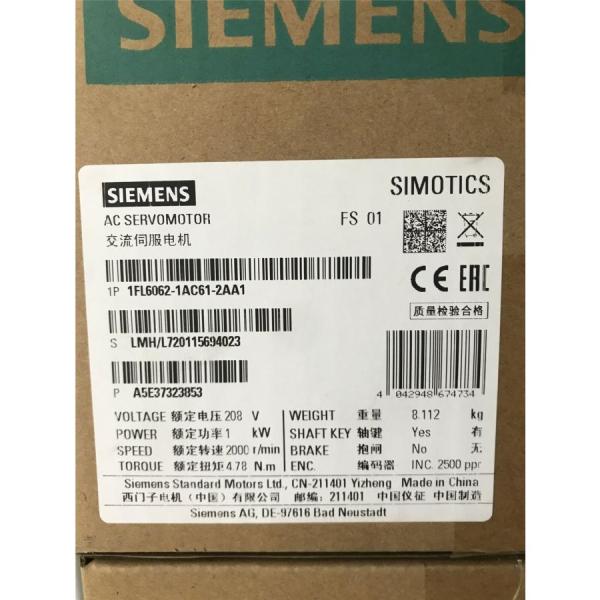 SIEMENS
SIEMENS
SIMOTICS
AC SERVOMOTOR
FS 01
交流伺服电机
1P 1FL6062-1AC61-2AA1
CE EAC
质量检验合格
S LMH/L720115694023
P A5E37323853
4 042948 674734
VOLTAGE 额定电压 208 V WEIGHT 重量 8.112 kg
POWER 额定功率 1 kW SHAFT KEY 轴键 Yes 有
SPEED 额定转速 2000 r/min BRAKE 抱闸 No 无
TORQUE 额定扭矩 4.78 N.m ENC. 编码器 INC. 2500 ppr
Siemens Standard Motors Ltd., CN-211401 Yizheng Made in China
西门子电机（中国）有限公司 邮编: 211401 中国仪征 中国制造
Siemens AG, DE-97616 Bad Neustadt